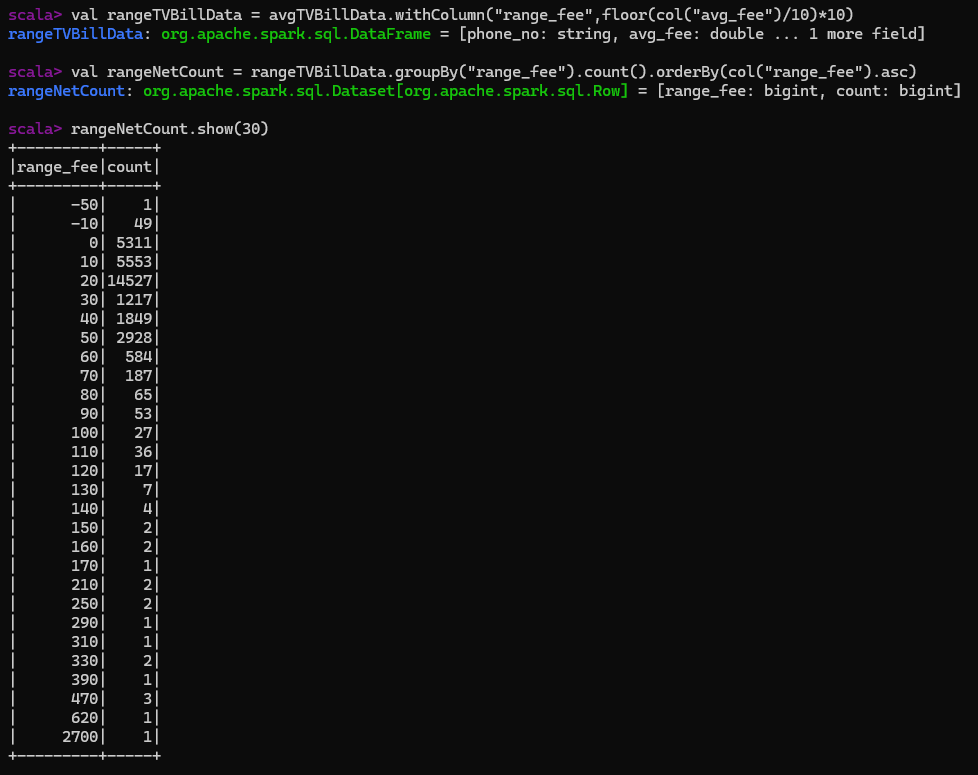 scala> val rangeTVBillData = avgTVBillData.withColumn("range_fee",floor(col("avg_fee")/10)*10)
rangeTVBillData: org.apache.spark.sql.DataFrame = [phone_no: string, avg_fee: double ... 1 more field]

scala> val rangeNetCount = rangeTVBillData.groupBy("range_fee").count().orderBy(col("range_fee").asc)
rangeNetCount: org.apache.spark.sql.Dataset[org.apache.spark.sql.Row] = [range_fee: bigint, count: bigint]

scala> rangeNetCount.show(30)
+---------+-----+
|range_fee|count|
+---------+-----+
|      -50|    1|
|      -10|   49|
|        0| 5311|
|       10| 5553|
|       20|14527|
|       30| 1217|
|       40| 1849|
|       50| 2928|
|       60|  584|
|       70|  187|
|       80|   65|
|       90|   53|
|      100|   27|
|      110|   36|
|      120|   17|
|      130|    7|
|      140|    4|
|      150|    2|
|      160|    2|
|      170|    1|
|      210|    2|
|      250|    2|
|      290|    1|
|      310|    1|
|      330|    2|
|      390|    1|
|      470|    3|
|      620|    1|
|     2700|    1|
+---------+-----+